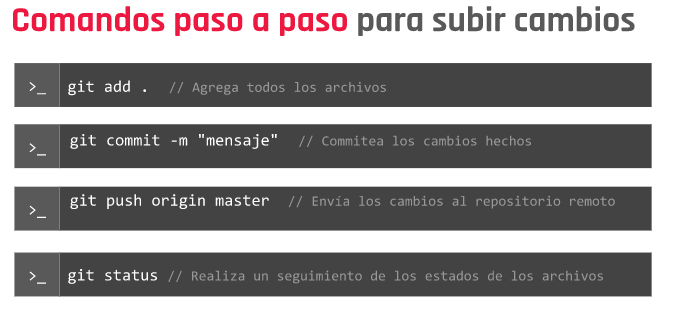 Comandos paso a paso para subir cambios
>_ git add . // Agrega todos los archivos
>_ git commit -m "mensaje" // Commitea los cambios hechos
>_ git push origin master // Envía los cambios al repositorio remoto
>_ git status // Realiza un seguimiento de los estados de los archivos